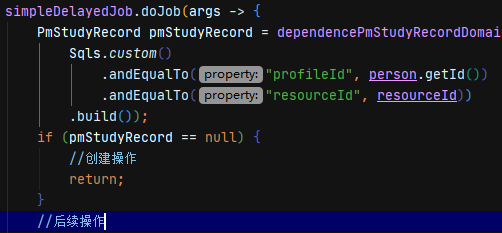 simpleDelayedJob.doJob(args -> {
PmStudyRecord pmStudyRecord = dependencePmStudyRecordDomai
Sqls.custom()
.andEqualTo( property: "profileId", person.getId())
.andEqualTo( property: "resourceId", resourceId))
.build());
if (pmStudyRecord == null) {
//创建操作
return;
}
//后续操作